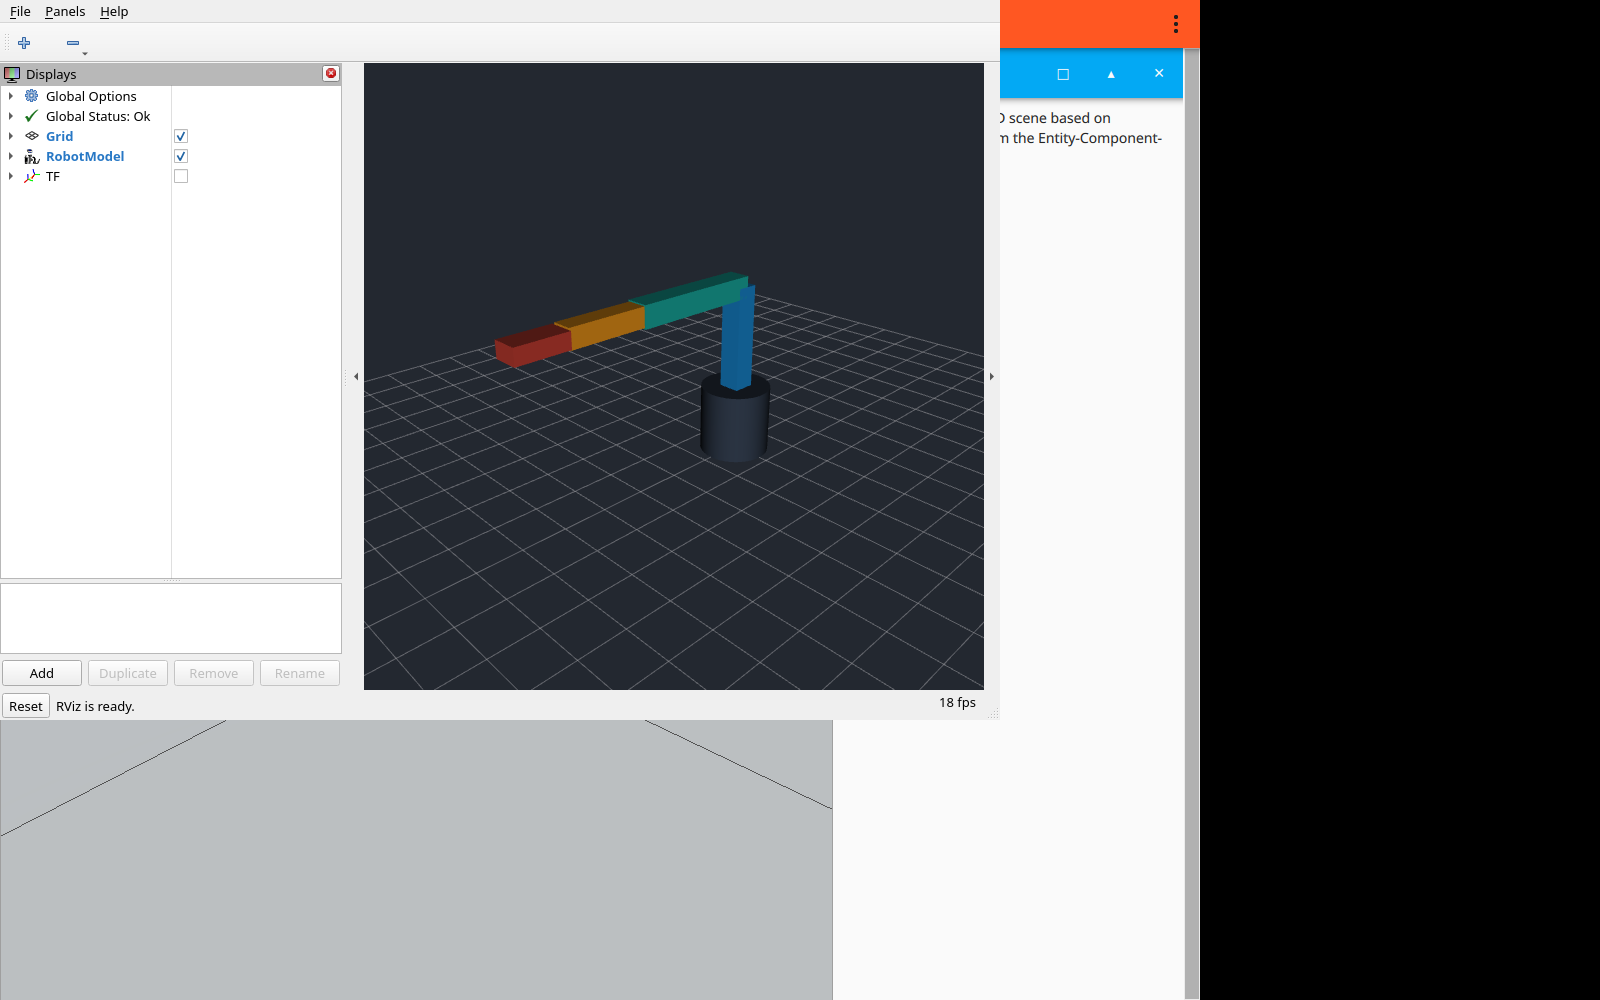 File Panels Help
Displays
Global Options
Global Status: Ok
Grid
RobotModel
TF
Add Duplicate Remove Rename
Reset RViz is ready.
18 fps
scene based on
the Entity-Component-